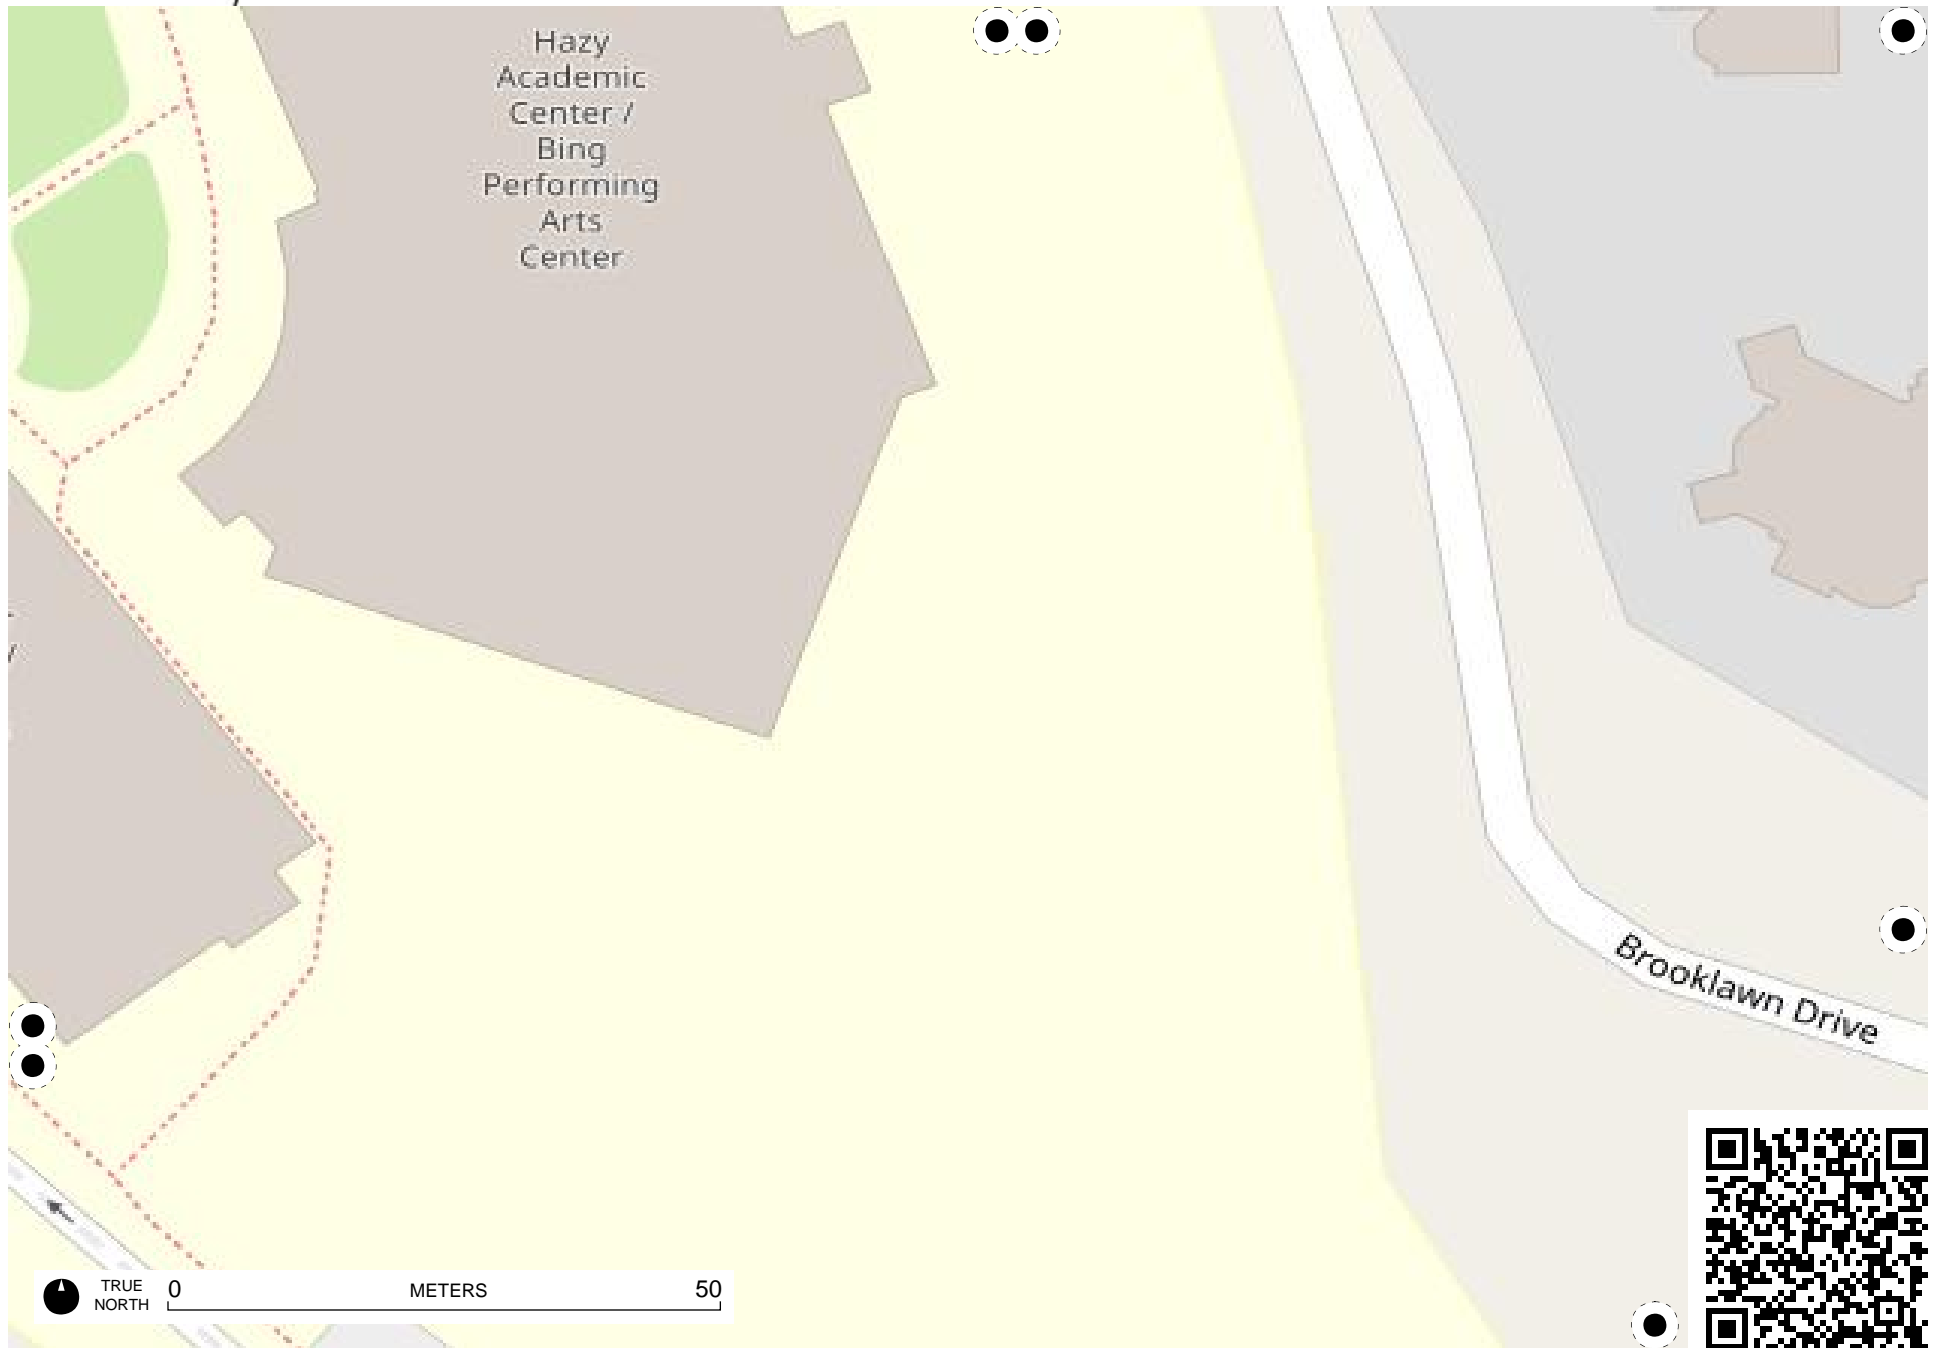 Hazy
Academic
Center /
Bing
Performing
Arts
Center
Brooklawn Drive
TRUE
NORTH
0
METERS
50